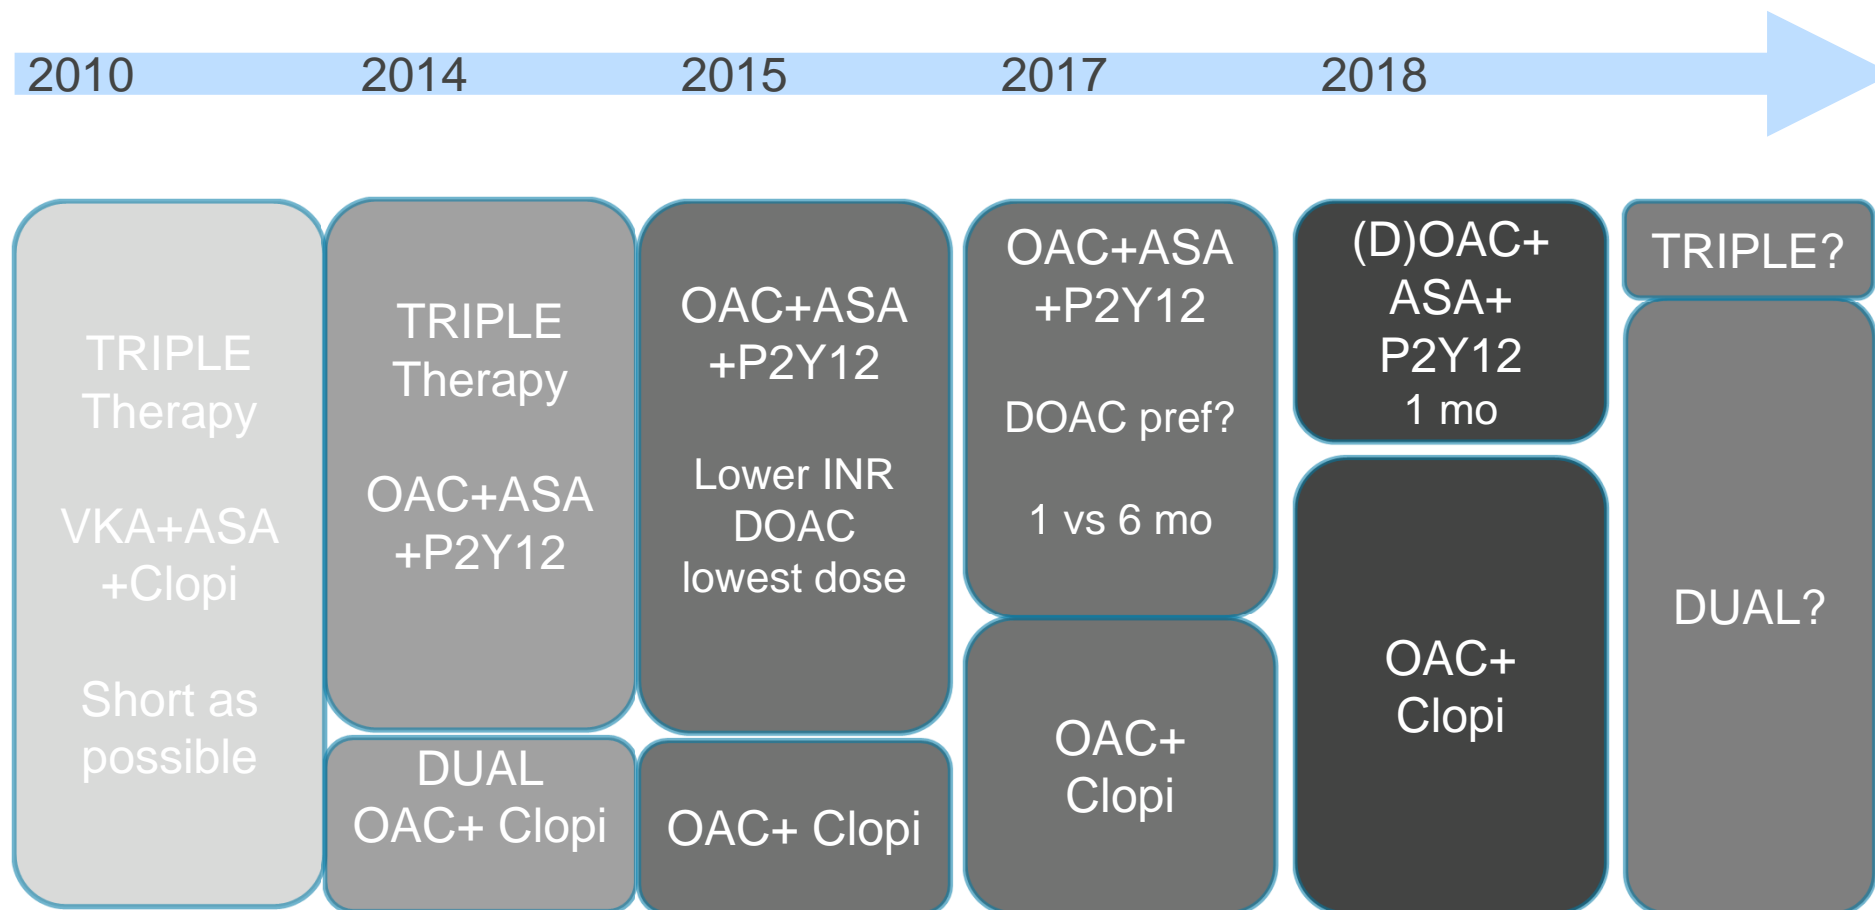 2010
2014
2015
2017
2018
TRIPLE
Therapy
VKA+ASA
+Clopi
Short as
possible
TRIPLE
Therapy
OAC+ASA
+P2Y12
DUAL
OAC+ Clopi
OAC+ASA
+P2Y12
Lower INR
DOAC
lowest dose
OAC+ Clopi
OAC+ASA
+P2Y12
DOAC pref?
1 vs 6 mo
OAC+
Clopi
(D)OAC+
ASA+
P2Y12
1 mo
OAC+
Clopi
TRIPLE?
DUAL?